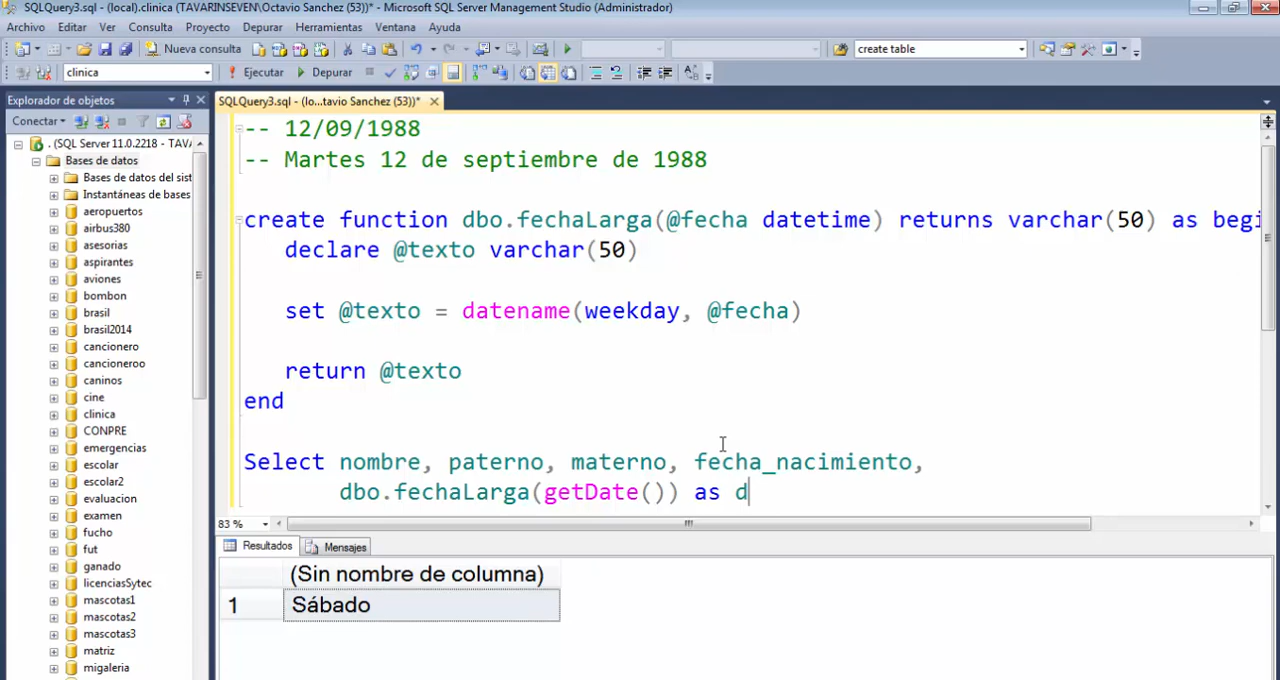 SQLQuery3.sql - (local).clinica (TAVARINSEVEN\Octavio Sanchez (53))* - Microsoft SQL Server Management Studio (Administrador)
Archivo Editar Ver Consulta Proyecto Depurar Herramientas Ventana Ayuda
Nueva consulta create table
clinica Ejecutar Depurar
Explorador de objetos
SQLQuery3.sql - (lo...tavio Sanchez (53))*
Conectar
. (SQL Server 11.0.2218 - TAVA
Bases de datos
Bases de datos del sist
Instantáneas de bases
aeropuertos
airbus380
asesorias
aspirantes
aviones
bombon
brasil
brasil2014
cancionero
cancioneroo
caninos
cine
clinica
CONPRE
emergencias
escolar
escolar2
evaluacion
examen
fucho
fut
ganado
licenciasSytec
mascotas1
mascotas2
mascotas3
matriz
migaleria
-- 12/09/1988
-- Martes 12 de septiembre de 1988
create function dbo.fechaLarga(@fecha datetime) returns varchar(50) as begi
declare @texto varchar(50)
set @texto = datename(weekday, @fecha)
return @texto
end
Select nombre, paterno, materno, fecha_nacimiento,
dbo.fechaLarga(getDate()) as d
83 %
Resultados Mensajes
(Sin nombre de columna)
1 Sábado